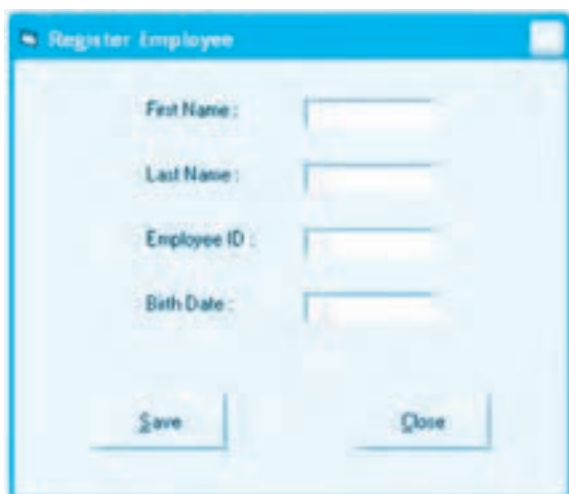 Register Employee
First Name :
Last Name :
Employee ID :
Birth Date :
Save Close